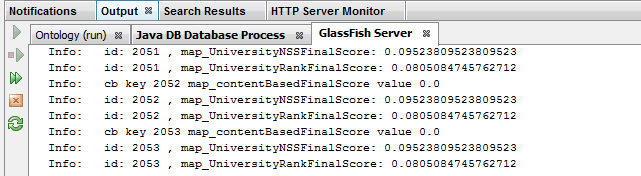 Notifications Output Search Results HTTP Server Monitor
Ontology (run) Java DB Database Process GlassFish Server
Info: id: 2051 , map_UniversityNSSFinalScore: 0.09523809523809523
Info: id: 2051 , map_UniversityRankFinalScore: 0.0805084745762712
Info: cb key 2052 map_contentBasedFinalScore value 0.0
Info: id: 2052 , map_UniversityNSSFinalScore: 0.09523809523809523
Info: id: 2052 , map_UniversityRankFinalScore: 0.0805084745762712
Info: cb key 2053 map_contentBasedFinalScore value 0.0
Info: id: 2053 , map_UniversityNSSFinalScore: 0.09523809523809523
Info: id: 2053 , map_UniversityRankFinalScore: 0.0805084745762712